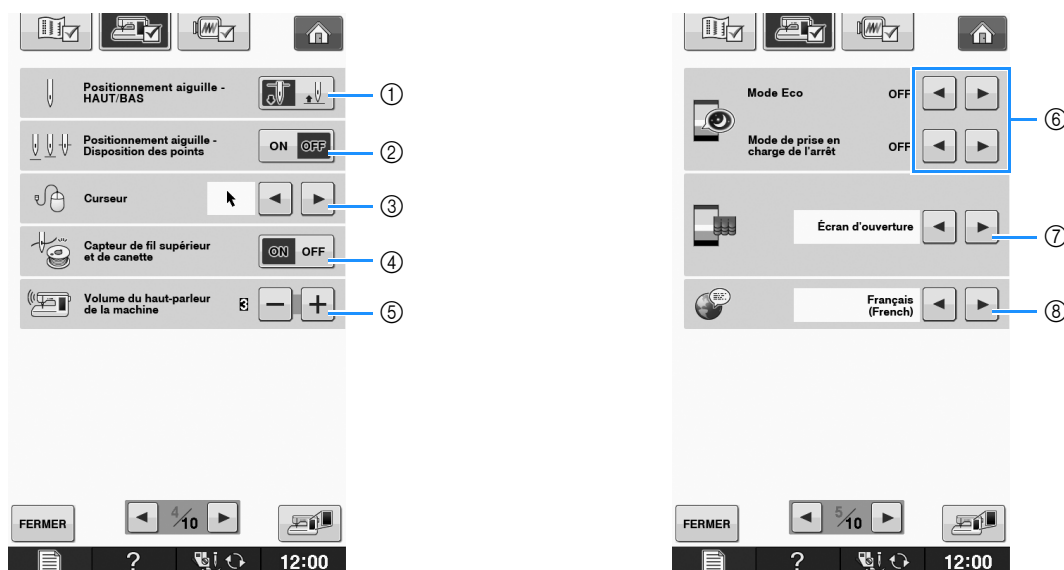 Positionnement aiguille -
HAUT/BAS
①
Positionnement aiguille -
Disposition des points
ON OFF
②
Curseur
③
Capteur de fil supérieur
et de canette
ON OFF
④
Volume du haut-parleur
de la machine
3 − +
⑤
FERMER
4/10
?
12:00
Mode Eco
OFF
Mode de prise en
charge de l'arrêt
OFF
⑥
Écran d'ouverture
⑦
Français
(French)
⑧
FERMER
5/10
?
12:00